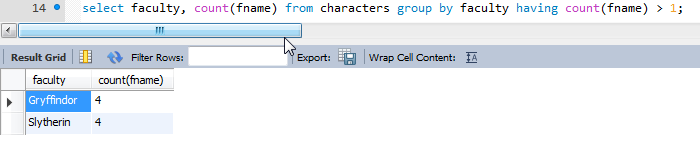 14 select faculty, count(fname) from characters group by faculty having count(fname) > 1;
Result Grid Filter Rows: Export: Wrap Cell Content: IA
faculty count(fname)
Gryffindor 4
Slytherin 4